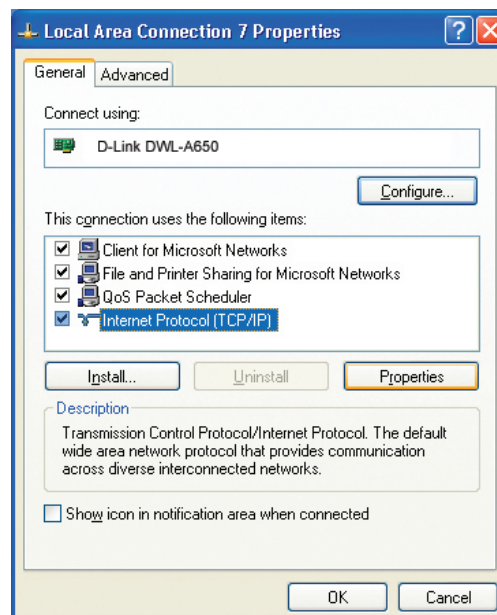 Local Area Connection 7 Properties
General
Advanced
Connect using:
D-Link DWL-A650
Configure...
This connection uses the following items:
Client for Microsoft Networks
File and Printer Sharing for Microsoft Networks
QoS Packet Scheduler
Internet Protocol (TCP/IP)
Install...
Uninstall
Properties
Description
Transmission Control Protocol/Internet Protocol. The default
wide area network protocol that provides communication
across diverse interconnected networks.
Show icon in notification area when connected
OK
Cancel